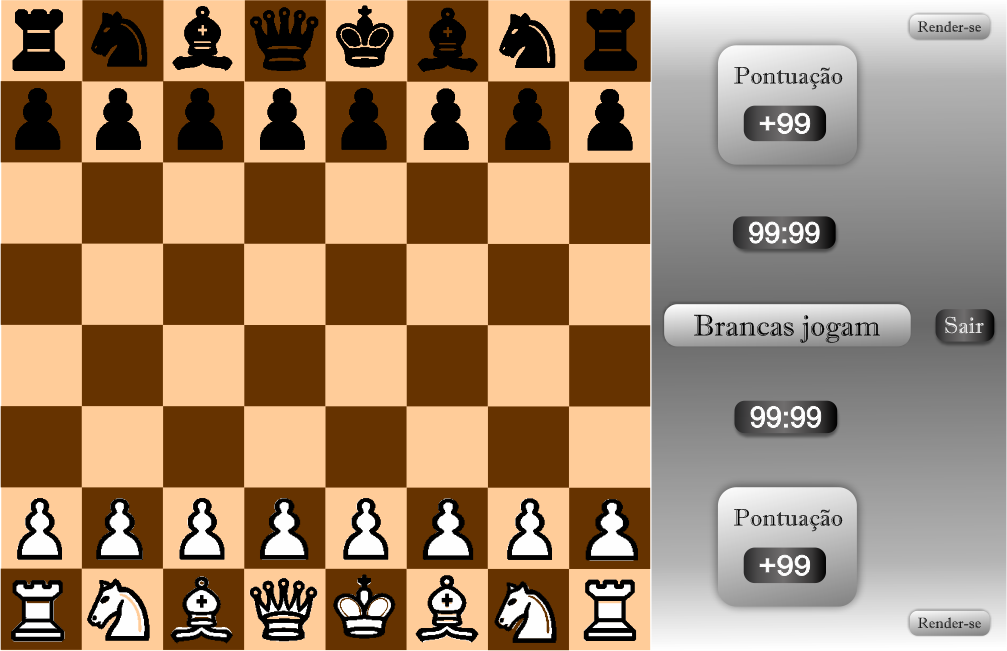 Render-se
Pontuação
+99
99:99
Brancas jogam
Sair
99:99
Pontuação
+99
Render-se